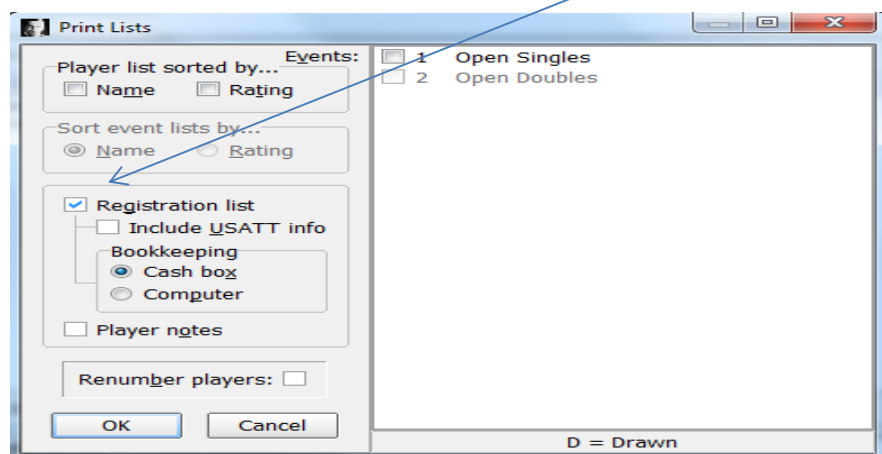 Print Lists
Events:
Player list sorted by...
Name Rating
Sort event lists by...
Name Rating
Registration list
Include USATT info
Bookkeeping
Cash box
Computer
Player notes
Renumber players:
OK Cancel
1 Open Singles
2 Open Doubles
D = Drawn